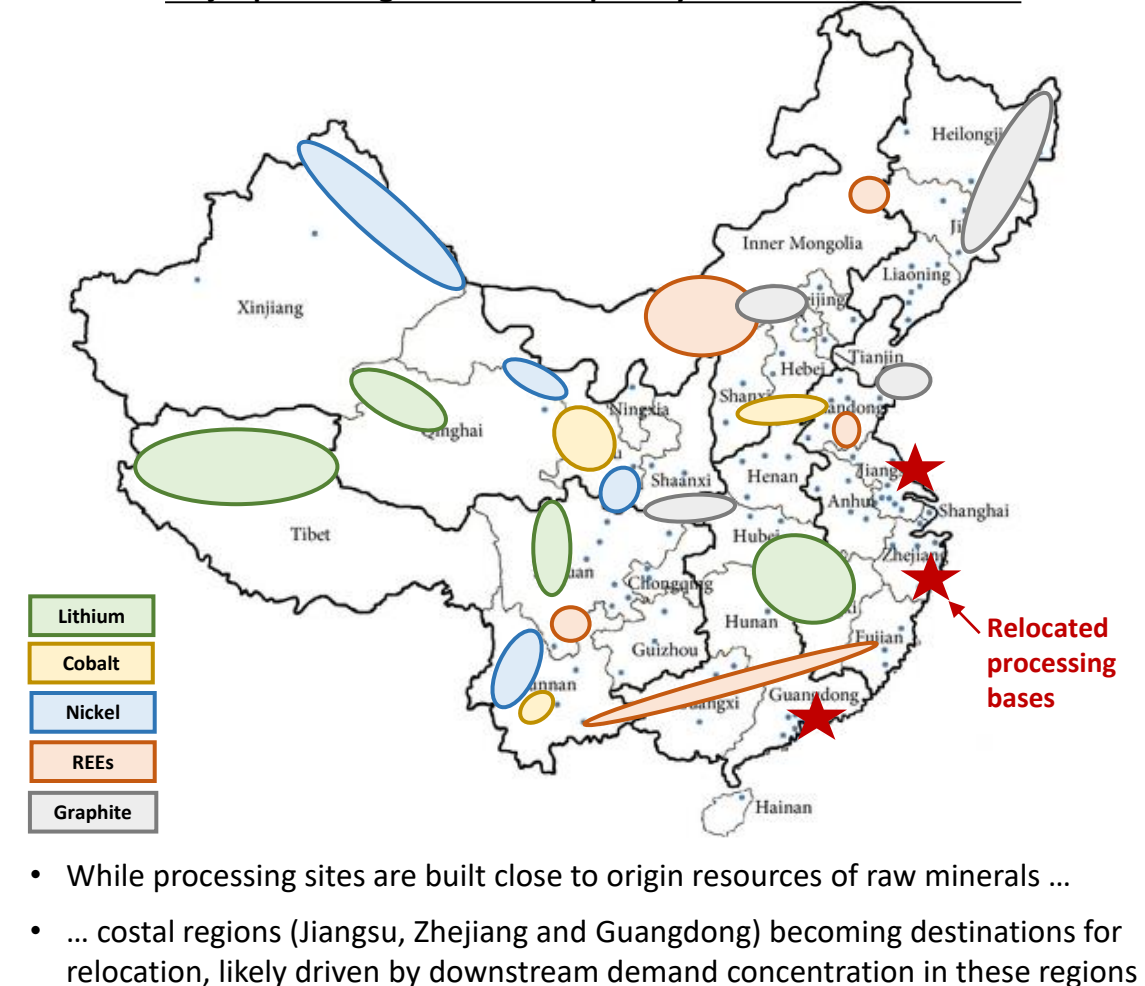 Heilongji
Inner Mongolia
Liaoning
Xinjiang
Tianjin
Hebei
Shanxi
Ningxia
Shaanxi
Henan
Anhui
Shanghai
Tibet
Hubei
Zhejiang
Chongqing
Hunan
Guizhou
Fujian
Guangdong
Hainan
Lithium
Cobalt
Nickel
REEs
Graphite
Relocated
processing
bases
• While processing sites are built close to origin resources of raw minerals …
• … costal regions (Jiangsu, Zhejiang and Guangdong) becoming destinations for
relocation, likely driven by downstream demand concentration in these regions